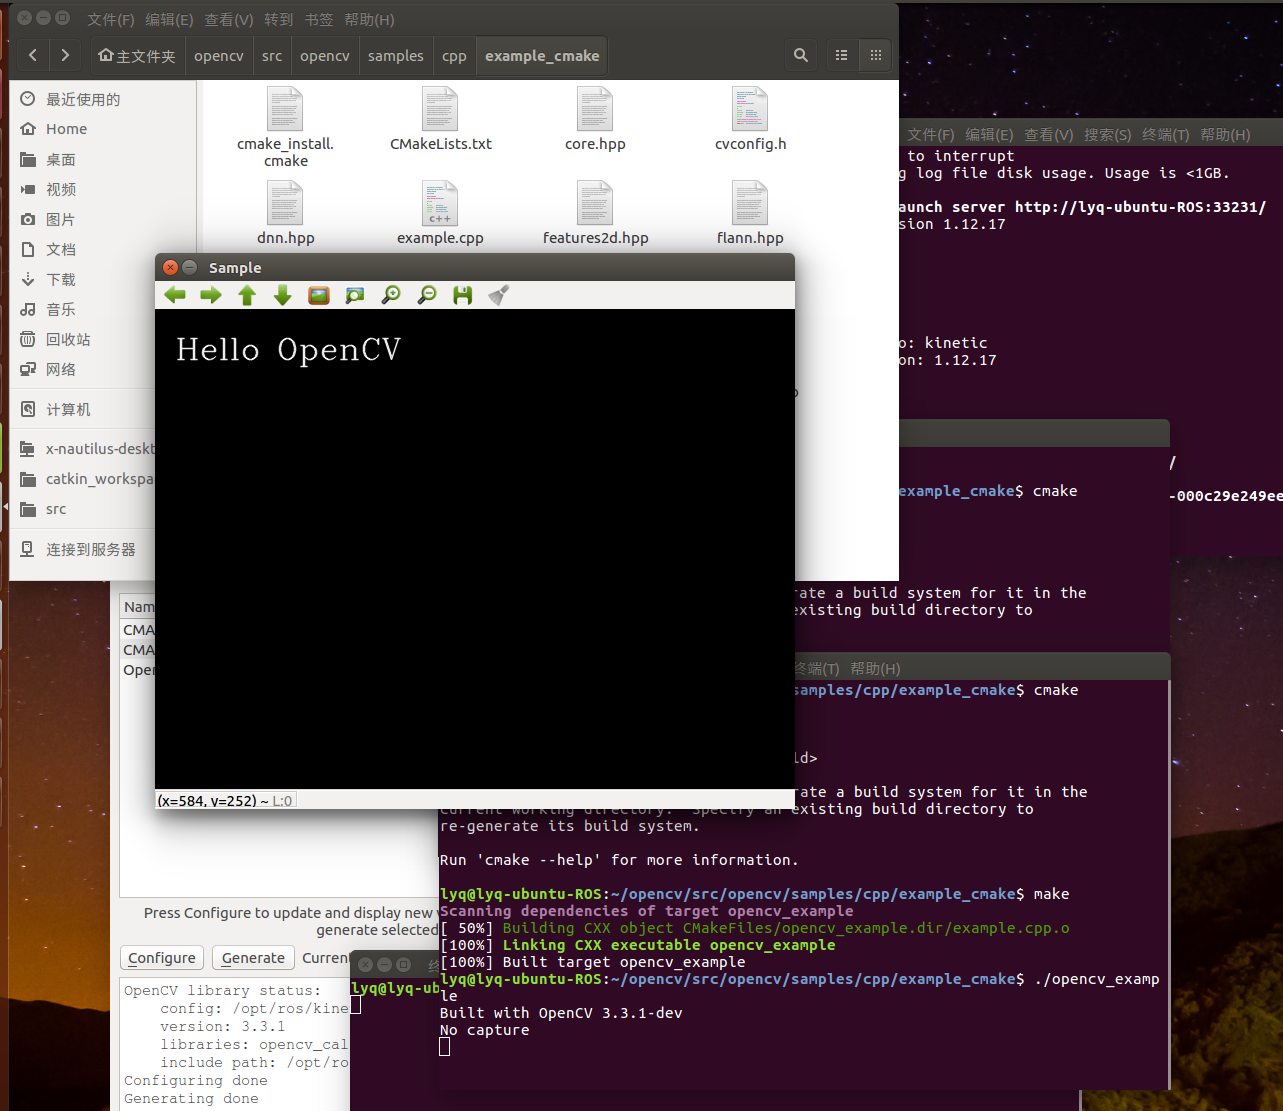 文件(F) 编辑(E) 查看(V) 转到 书签 帮助(H)
主文件夹 opencv src opencv samples cpp example_cmake
最近使用的
Home
桌面
视频
图片
文档
下载
音乐
回收站
网络
计算机
x-nautilus-deskt
catkin_workspa
src
连接到服务器
cmake_install.
cmake
CMakeLists.txt
core.hpp
cvconfig.h
dnn.hpp
example.cpp
features2d.hpp
flann.hpp
Sample
Hello OpenCV
(x=584, y=252) ~ L:0
文件(F) 编辑(E) 查看(V) 搜索(S) 终端(T) 帮助(H)
to interrupt
g log file disk usage. Usage is <1GB.
aunch server http://lyq-ubuntu-ROS:33231/
sion 1.12.17
o: kinetic
on: 1.12.17
/
-000c29e249ee
example_cmake$ cmake
rate a build system for it in the
existing build directory to
终端(T) 帮助(H)
samples/cpp/example_cmake$ cmake
ld>
rate a build system for it in the
current working directory. Specify an existing build directory to
re-generate its build system.
Run 'cmake --help' for more information.
lyq@lyq-ubuntu-ROS:~/opencv/src/opencv/samples/cpp/example_cmake$ make
Scanning dependencies of target opencv_example
[ 50%] Building CXX object CMakeFiles/opencv_example.dir/example.cpp.o
[100%] Linking CXX executable opencv_example
[100%] Built target opencv_example
lyq@lyq-ubuntu-ROS:~/opencv/src/opencv/samples/cpp/example_cmake$ ./opencv_examp
le
Built with OpenCV 3.3.1-dev
No capture
Nam
CMA
CMA
Open
Press Configure to update and display new
generate selected
Configure Generate Current
OpenCV library status:
config: /opt/ros/kine
version: 3.3.1
libraries: opencv_cal
include path: /opt/ro
Configuring done
Generating done
lyq@lyq-ub